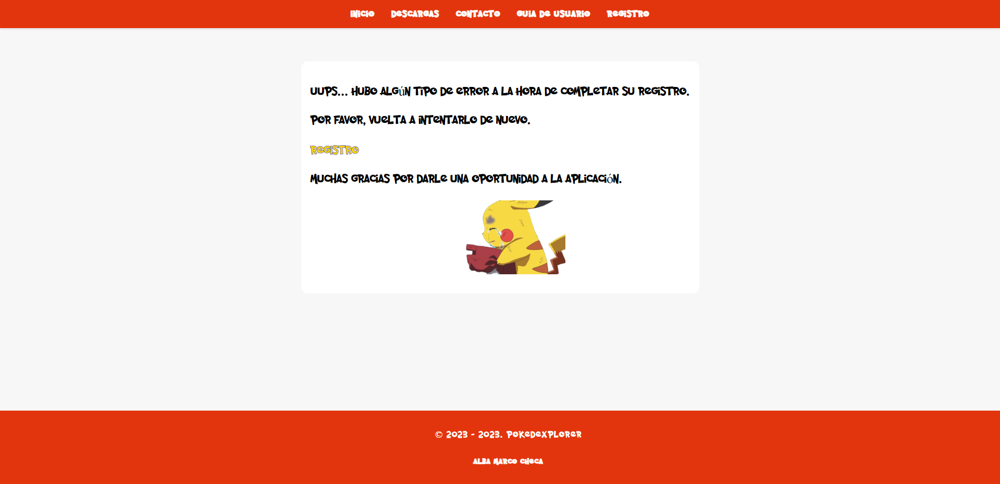 INICIO DESCARGAS CONTACTO GUIA DE USUARIO REGISTRO
UUPS... HUBO ALGÚN TIPO DE ERROR A LA HORA DE COMPLETAR SU REGISTRO.
POR FAVOR, VUELTA A INTENTARLO DE NUEVO.
REGISTRO
MUCHAS GRACIAS POR DARLE UNA OPORTUNIDAD A LA APLICACIÓN.
© 2023 - 2023. POKEDEXPLORER
ALBA MARCO CHECA